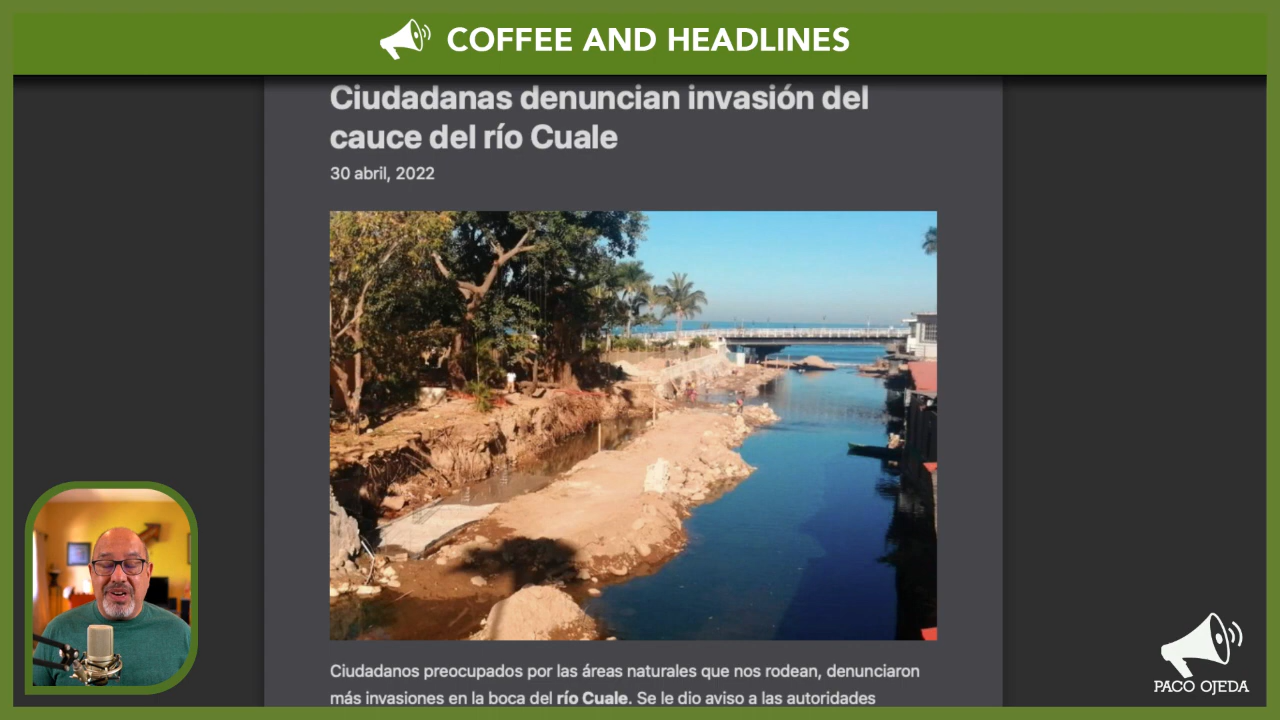 COFFEE AND HEADLINES
Ciudadanas denuncian invasión del
cauce del río Cuale
30 abril, 2022
Ciudadanos preocupados por las áreas naturales que nos rodean, denunciaron
más invasiones en la boca del río Cuale. Se le dio aviso a las autoridades
PACO OJEDA